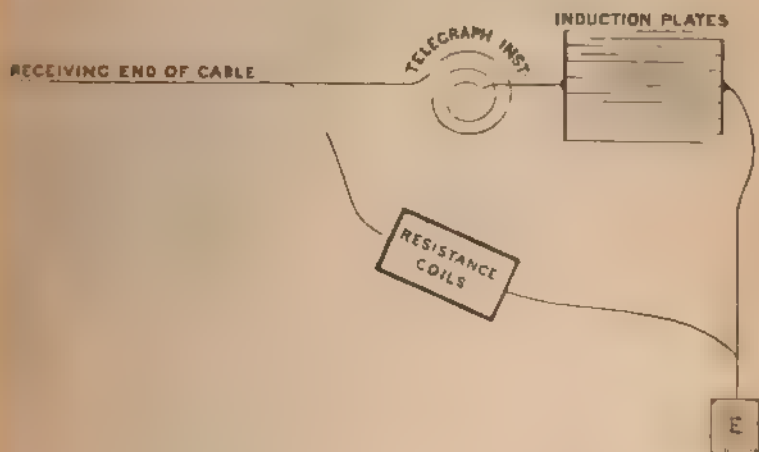 INDUCTION PLATES
TELEGRAPH INST.
RECEIVING END OF CABLE
RESISTANCE
COILS
E